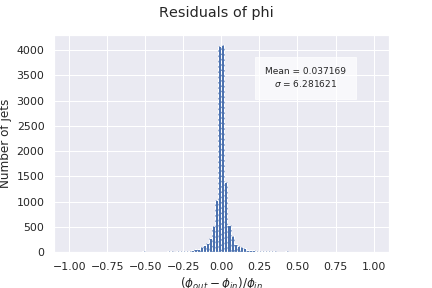 Residuals of phi
Number of jets
4000
3500
3000
2500
2000
1500
1000
500
0
Mean = 0.037169
σ = 6.281621
−1.00 −0.75 −0.50 −0.25 0.00 0.25 0.50 0.75 1.00
(ϕout − ϕin)/ϕin